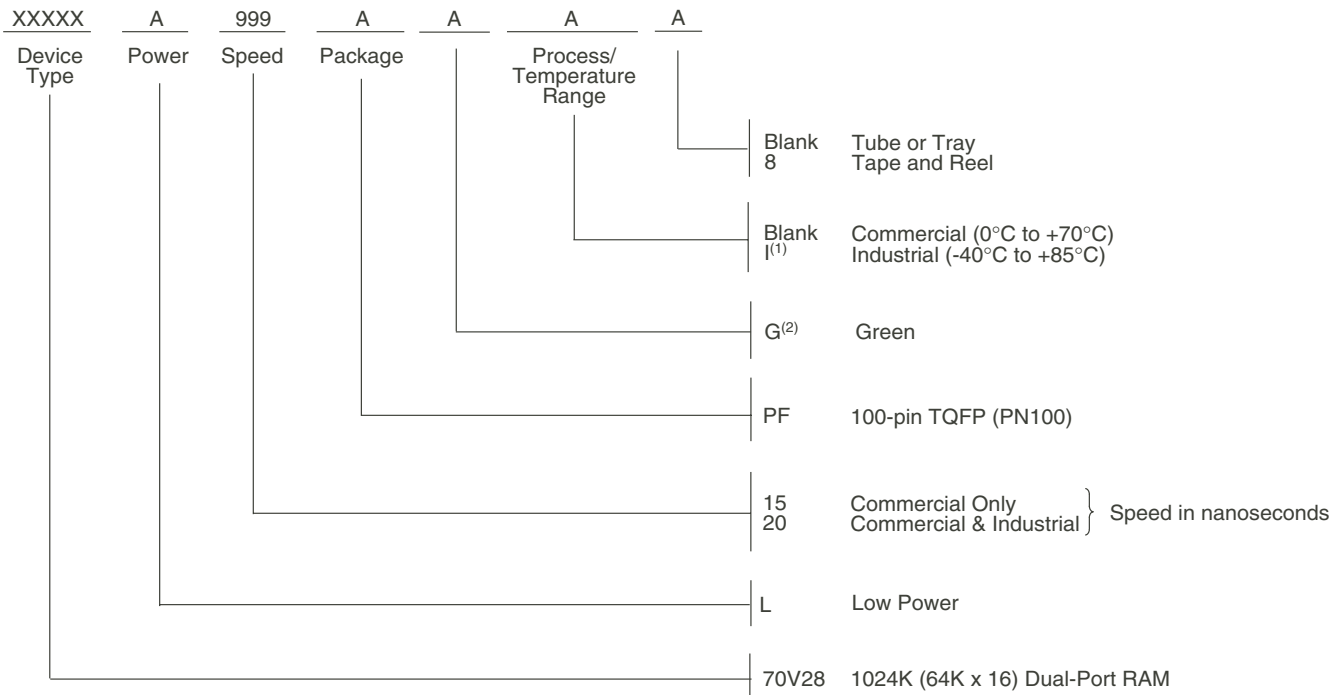 XXXXX A 999 A A A A
Device Type Power Speed Package Process/ Temperature Range
Blank Tube or Tray
8 Tape and Reel
Blank Commercial (0°C to +70°C)
I(1) Industrial (-40°C to +85°C)
G(2) Green
PF 100-pin TQFP (PN100)
15 Commercial Only
20 Commercial & Industrial
Speed in nanoseconds
L Low Power
70V28 1024K (64K x 16) Dual-Port RAM